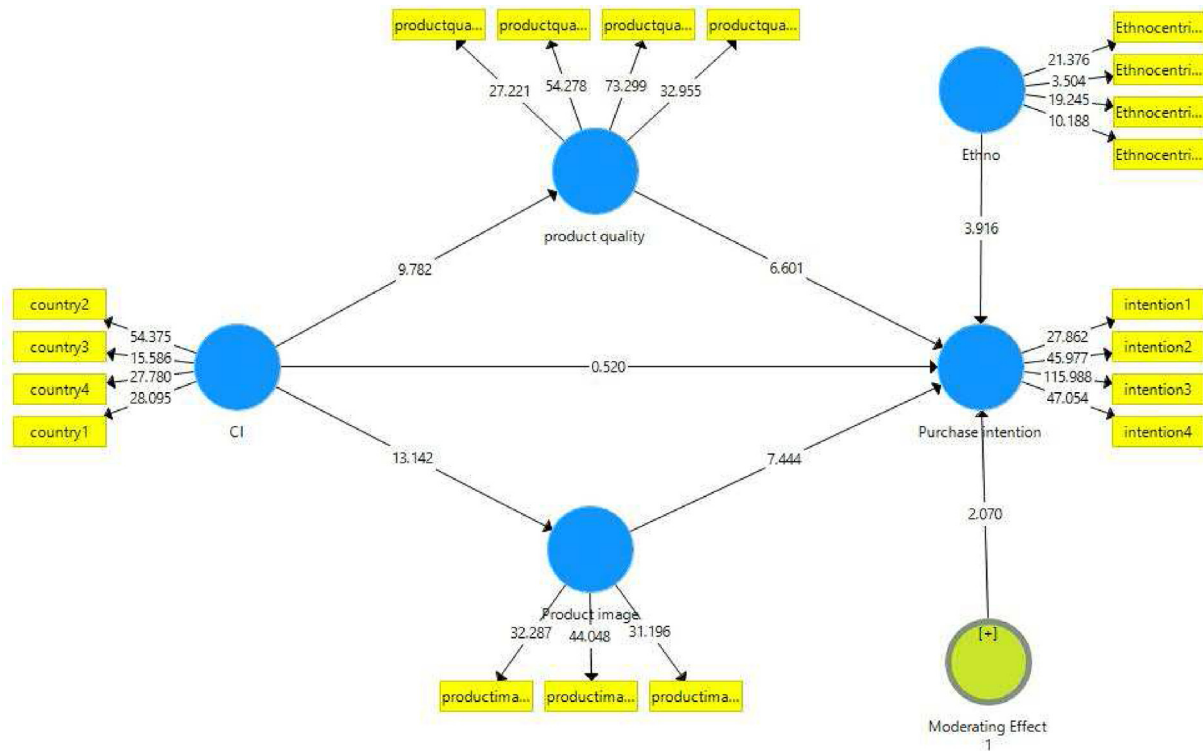 productqua...
productqua...
productqua...
productqua...
27.221
54.278
73.299
32.955
product quality
Ethnocentri...
Ethnocentri...
Ethnocentri...
Ethnocentri...
21.376
3.504
19.245
10.188
Ethno
3.916
9.782
6.601
country2
country3
country4
country1
54.375
15.586
27.780
28.095
CI
0.520
intention1
intention2
intention3
intention4
27.862
45.977
115.988
47.054
Purchase intention
13.142
7.444
2.070
Product image
32.287
44.048
31.196
productima...
productima...
productima...
[+]
Moderating Effect
1